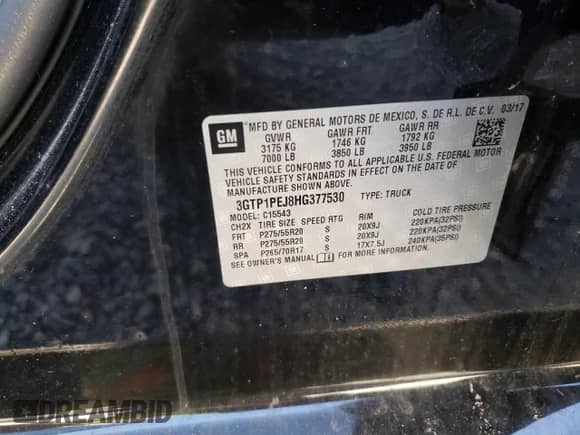 GM
MFD BY GENERAL MOTORS DE MEXICO, S. DE R.L. DE C.V. 03/17
GVWR GAWR FRT GAWR RR
3175 KG 1746 KG 1792 KG
7000 LB 3850 LB 3950 LB
THIS VEHICLE CONFORMS TO ALL APPLICABLE U.S. FEDERAL MOTOR
VEHICLE SAFETY STANDARDS IN EFFECT ON THE DATE OF
MANUFACTURE SHOWN ABOVE.
3GTP1PEJ8HG377530 TYPE: TRUCK
MODEL: C15543
CH2X TIRE SIZE SPEED RTG RIM COLD TIRE PRESSURE
FRT P275/55R20 S 20X9J 220KPA(32PSI)
RR P275/55R20 S 20X9J 220KPA(32PSI)
SPA P265/70R17 S 17X7.5J 240KPA(35PSI)
SEE OWNER'S MANUAL FOR MORE INFORMATION.
DREAMBID